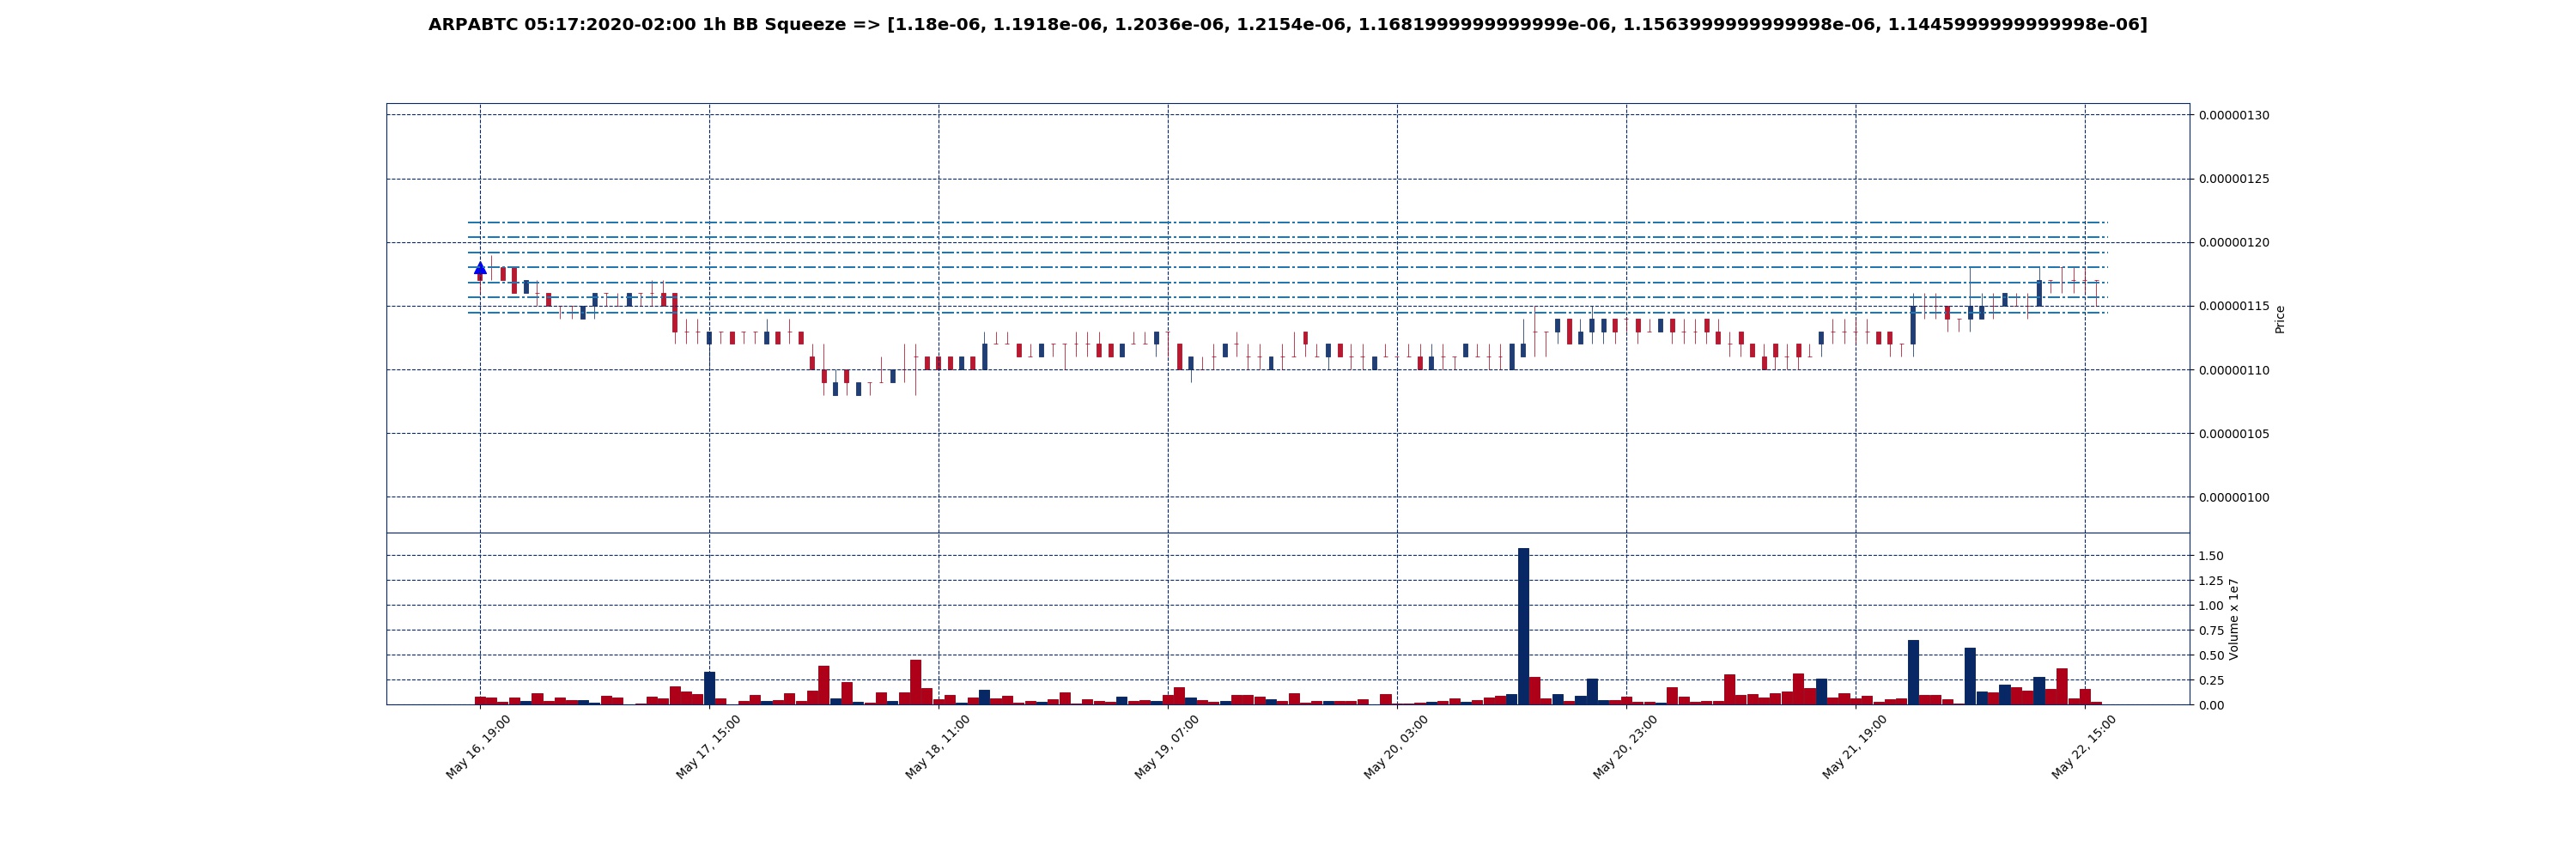 ARPABTC 05:17:2020-02:00 1h BB Squeeze => [1.18e-06, 1.1918e-06, 1.2036e-06, 1.2154e-06, 1.1681999999999999e-06, 1.1563999999999998e-06, 1.1445999999999998e-06]
0.00000130
0.00000125
0.00000120
0.00000115
0.00000110
0.00000105
0.00000100
Price
1.50
1.25
1.00
0.75
0.50
0.25
0.00
Volume x 1e7
May 16, 19:00
May 17, 15:00
May 18, 11:00
May 19, 07:00
May 20, 03:00
May 20, 23:00
May 21, 19:00
May 22, 15:00